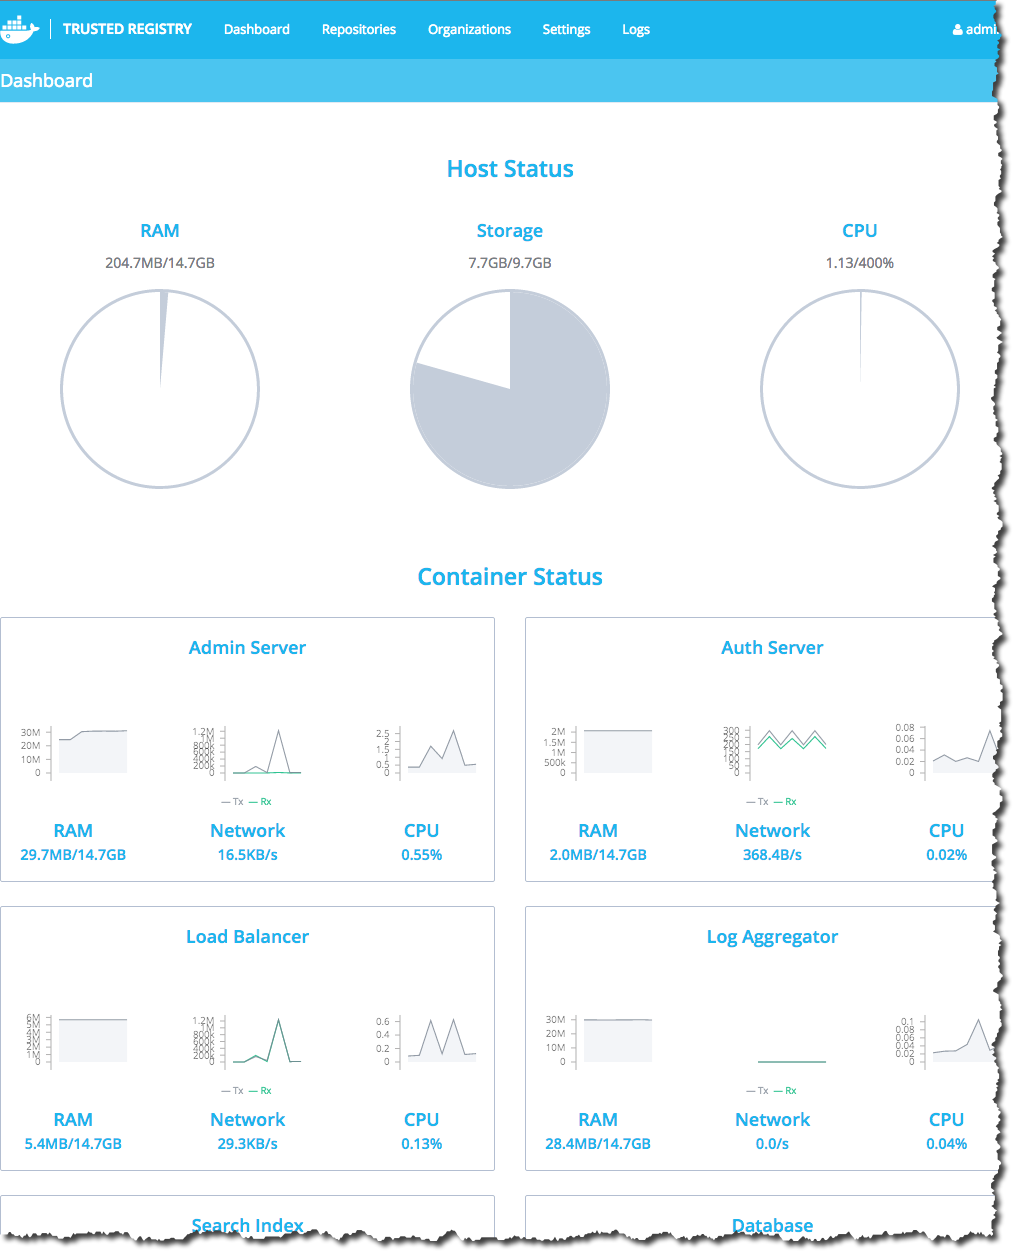 TRUSTED REGISTRY Dashboard Repositories Organizations Settings Logs
Dashboard
Host Status
RAM Storage CPU
204.7MB/14.7GB 7.7GB/9.7GB 1.13/400%
Container Status
Admin Server
30M
20M
10M
0
1.2M
1M
800k
600k
400k
200k
0
2.5
2
1.5
1
0.5
0
Tx Rx
RAM Network CPU
29.7MB/14.7GB 16.5KB/s 0.55%
Auth Server
2M
1.5M
1M
500k
0
300
250
200
150
100
50
0
0.08
0.06
0.04
0.02
0
Tx Rx
RAM Network CPU
2.0MB/14.7GB 368.4B/s 0.02%
Load Balancer
6M
5M
4M
3M
2M
1M
0
1.2M
1M
800k
600k
400k
200k
0
0.6
0.4
0.2
0
Tx Rx
RAM Network CPU
5.4MB/14.7GB 29.3KB/s 0.13%
Log Aggregator
30M
20M
10M
0
0.1
0.08
0.06
0.04
0.02
0
Tx Rx
RAM Network CPU
28.4MB/14.7GB 0.0/s 0.04%
Search Index
Database